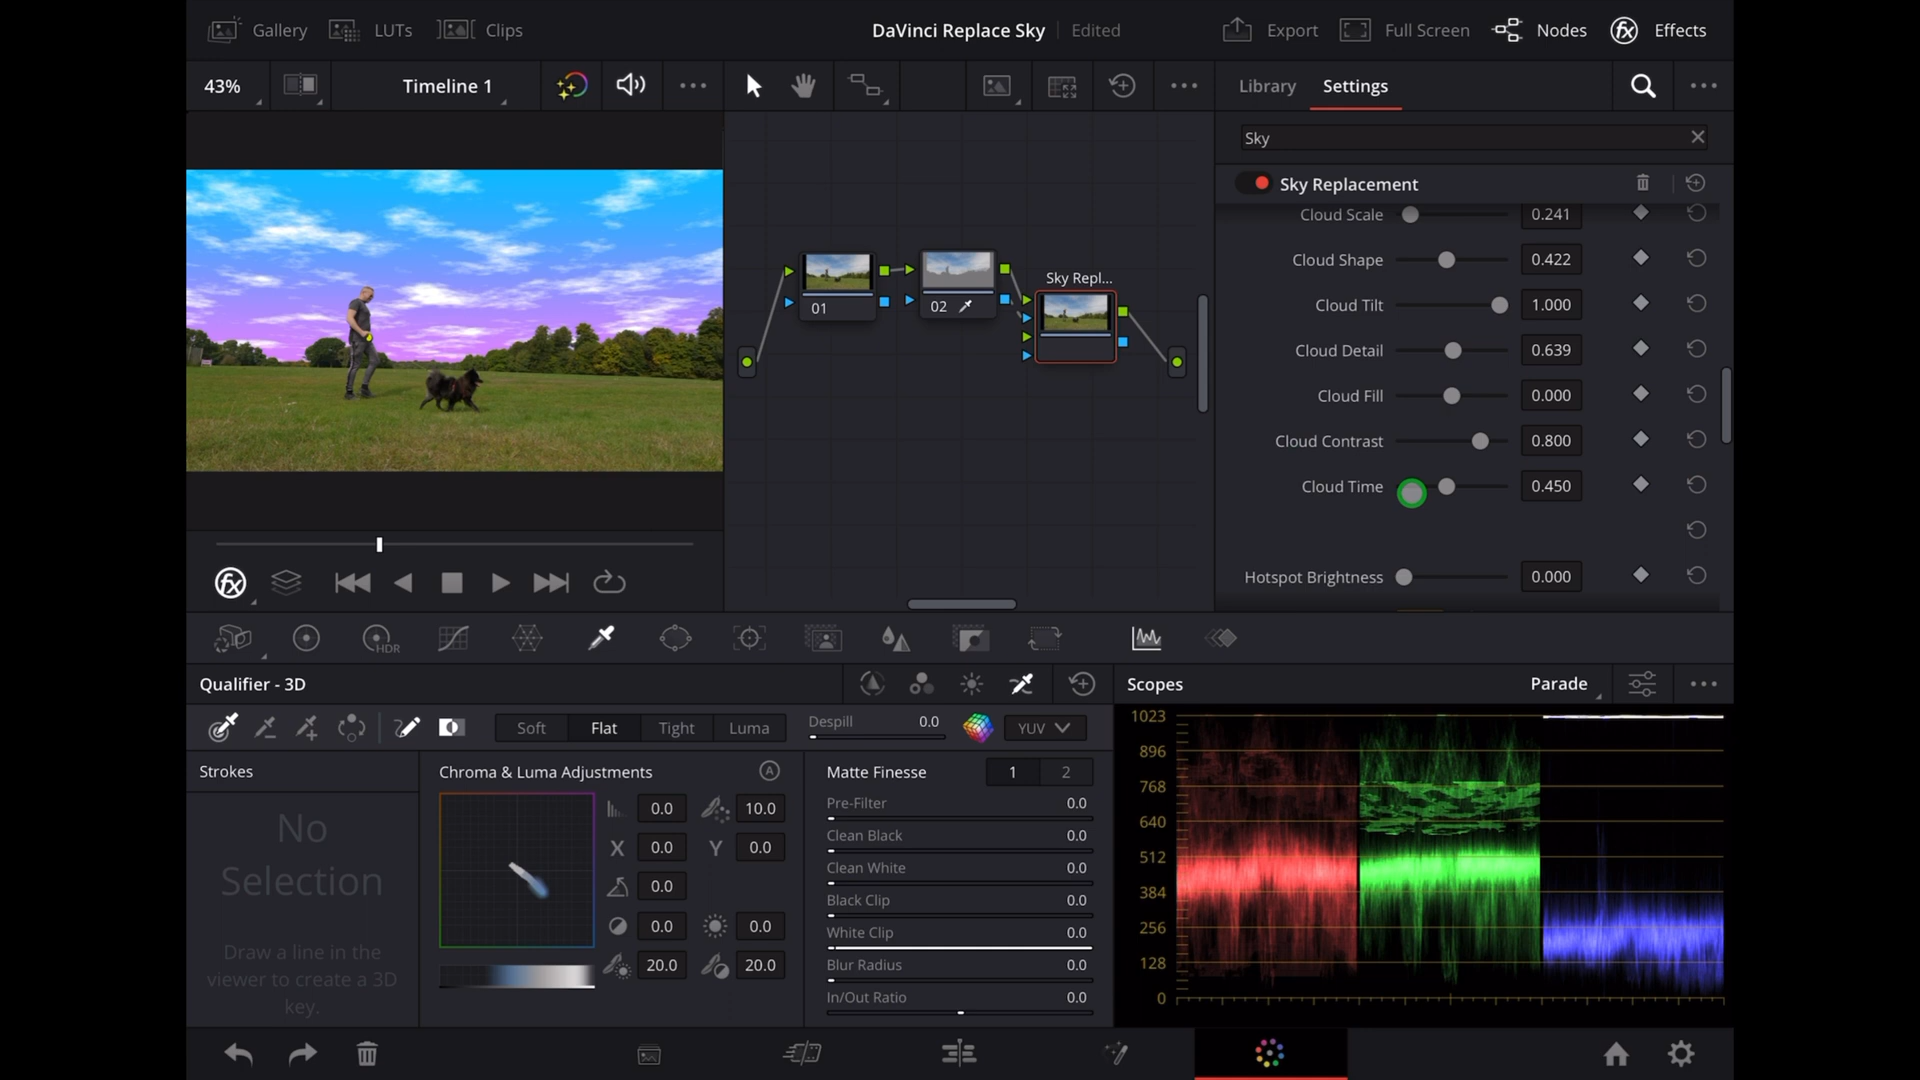 Gallery LUTs Clips DaVinci Replace Sky Edited Export Full Screen Nodes Effects
43% Timeline 1 Library Settings
Sky
Sky Replacement
Cloud Scale 0.241
Cloud Shape 0.422
Sky Repl...
Cloud Tilt 1.000
01 02
Cloud Detail 0.639
Cloud Fill 0.000
Cloud Contrast 0.800
Cloud Time 0.450
Hotspot Brightness 0.000
HDR
Qualifier - 3D Scopes Parade
Soft Flat Tight Luma Despill 0.0 YUV
Strokes Chroma & Luma Adjustments Matte Finesse 1 2
No
Selection
Draw a line in the
viewer to create a 3D
key.
0.0 10.0
X 0.0 Y 0.0
0.0
0.0 0.0
20.0 20.0
Pre-Filter 0.0
Clean Black 0.0
Clean White 0.0
Black Clip 0.0
White Clip 0.0
Blur Radius 0.0
In/Out Ratio 0.0
1023
896
768
640
512
384
256
128
0